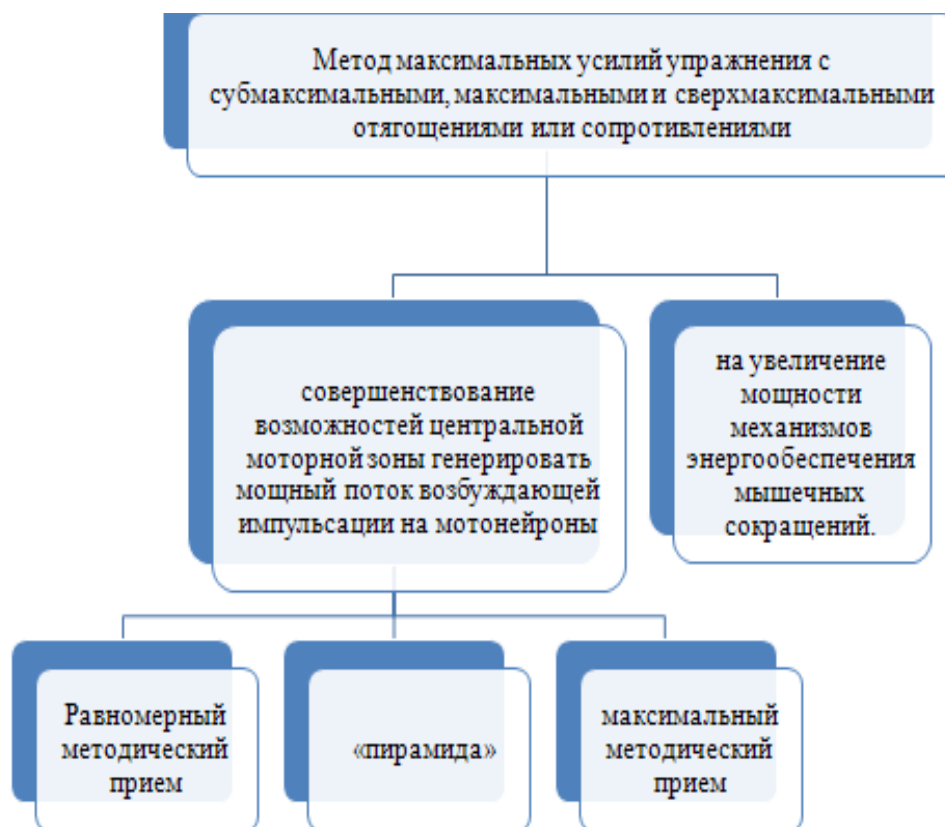 Метод максимальных усилий упражнения с
субмаксимальными, максимальными и сверхмаксимальными
отягощениями или сопротивлениями
совершенствование
возможностей центральной
моторной зоны генерировать
мощный поток возбуждающей
импульсации на мотонейроны
на увеличение
мощности
механизмов
энергообеспечения
мышечных
сокращений.
Равномерный
методический
прием
«пирамида»
максимальный
методический
прием